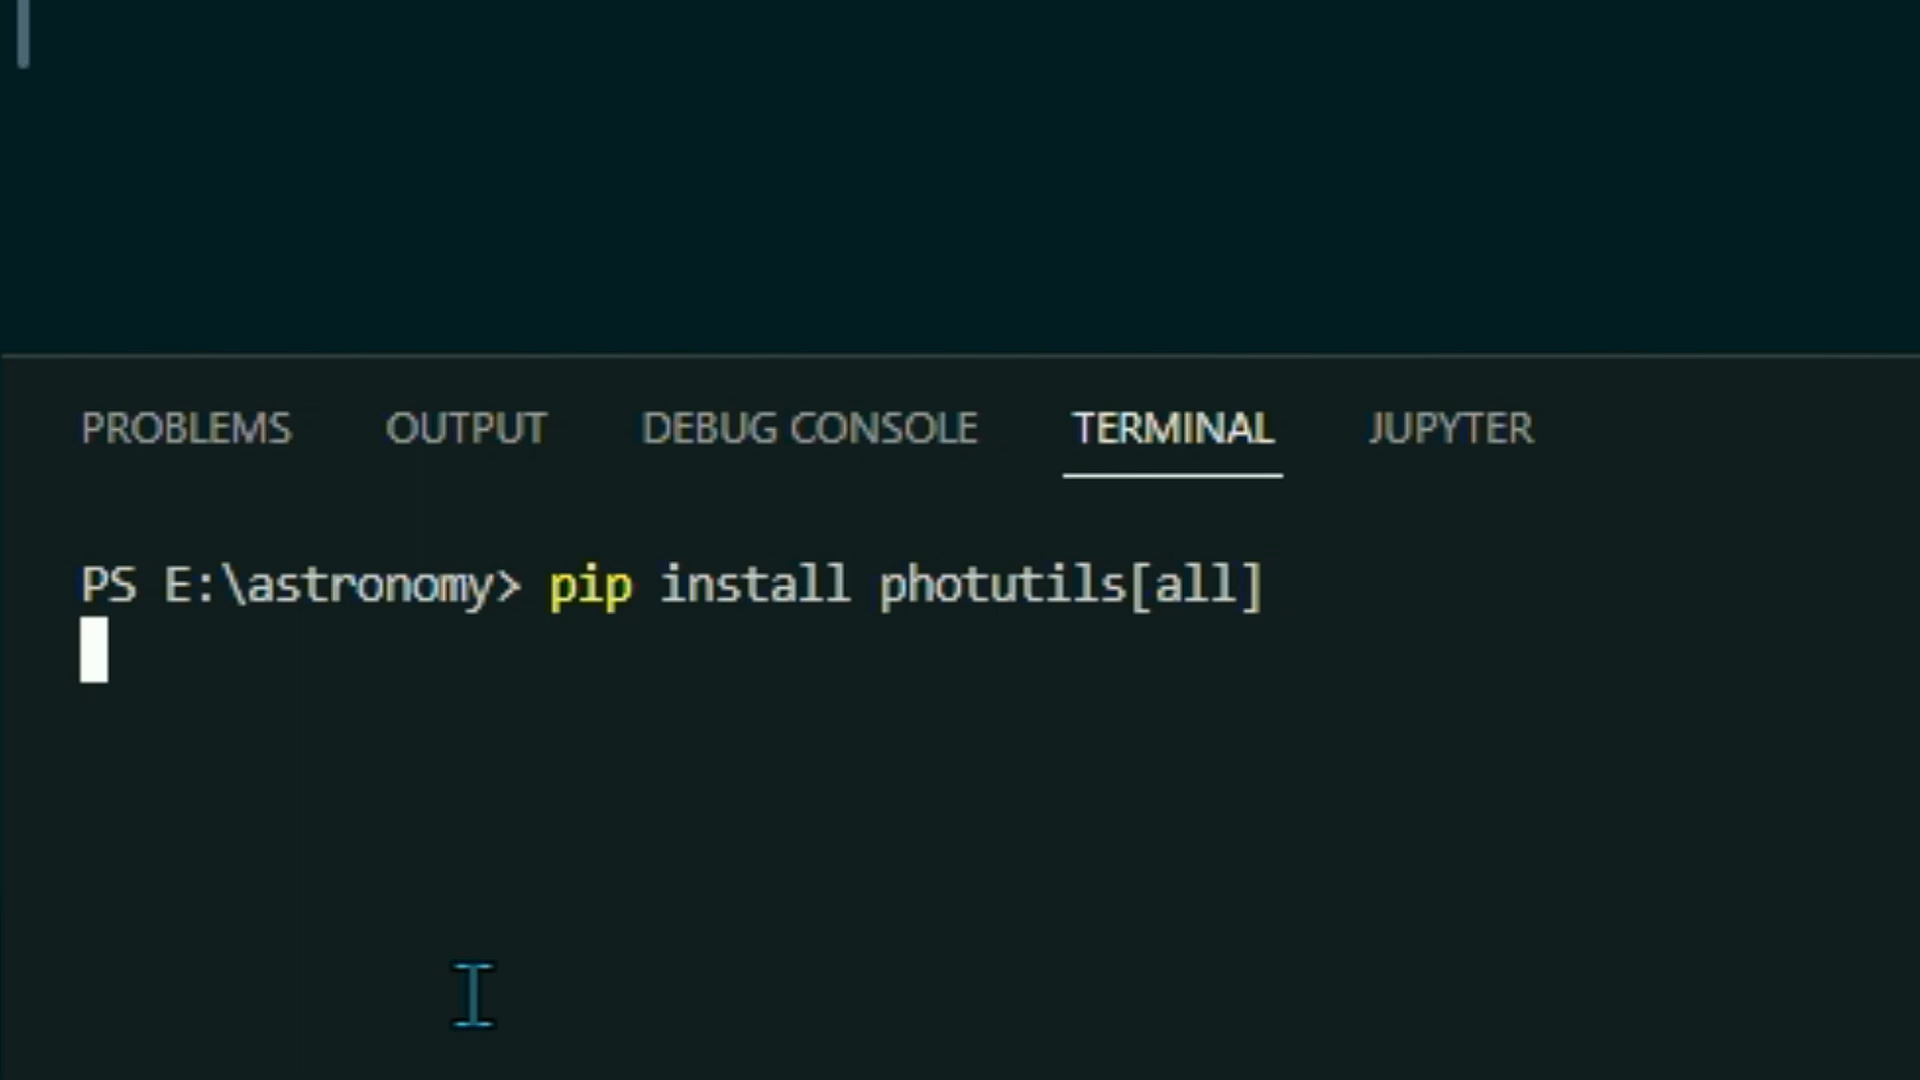 PROBLEMS OUTPUT DEBUG CONSOLE TERMINAL JUPYTER
PS E:\astronomy> pip install photutils[all]